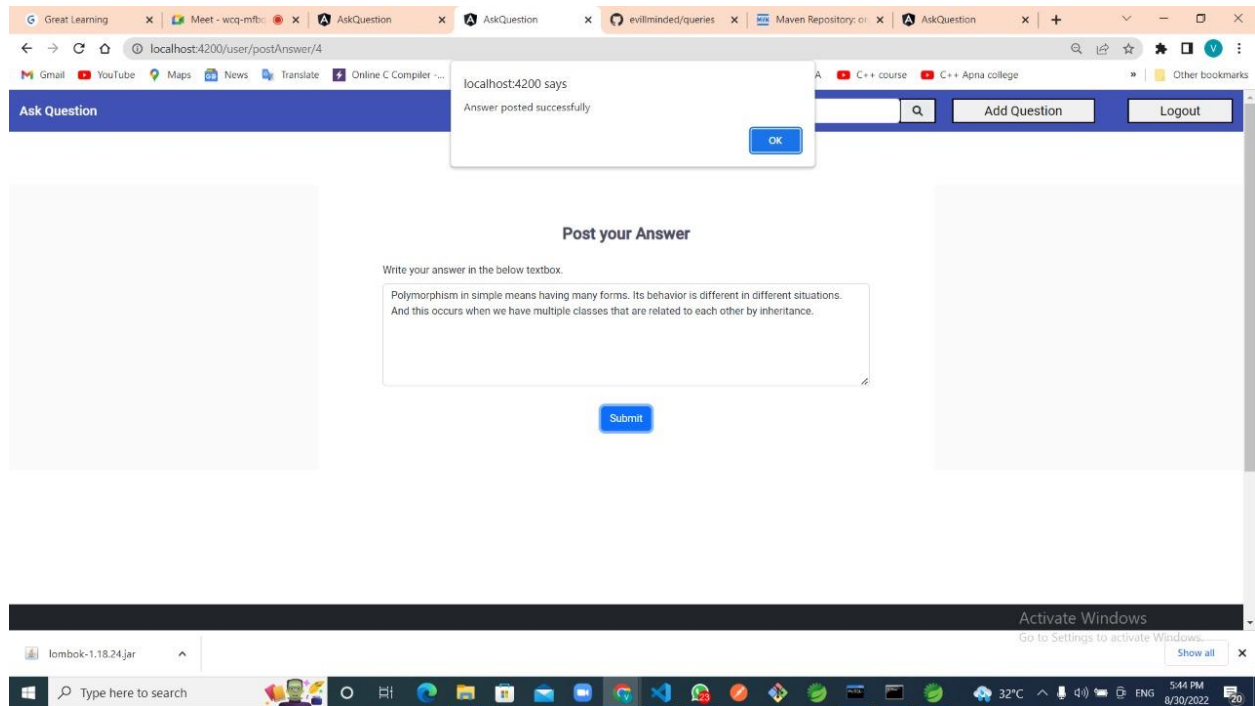 Great Learning
Meet - wcq-mfb
AskQuestion
AskQuestion
evillminded/queries
Maven Repository: or
AskQuestion
localhost:4200/user/postAnswer/4
Gmail YouTube Maps News Translate Online C Compiler -... A C++ course C++ Apna college » Other bookmarks
localhost:4200 says
Answer posted successfully
OK
Ask Question Add Question Logout
Post your Answer
Write your answer in the below textbox.
Polymorphism in simple means having many forms. Its behavior is different in different situations.
And this occurs when we have multiple classes that are related to each other by inheritance.
Submit
Activate Windows
Go to Settings to activate Windows.
lombok-1.18.24.jar Show all
Type here to search 23 32°C ENG 5:44 PM
8/30/2022 20